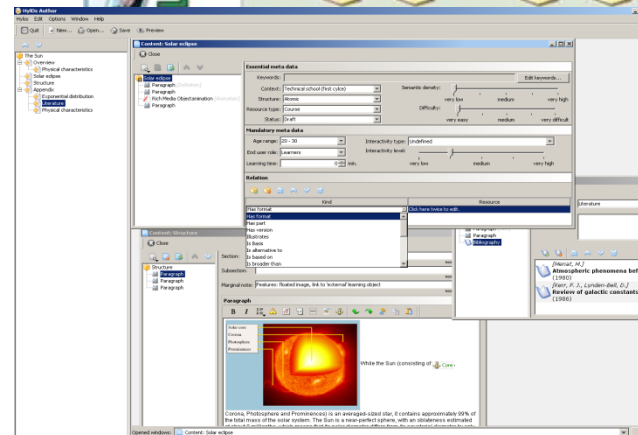 HyLOs Author
Hylos Edit Options Window Help
Quit New... Open... Save Preview
The Sun
Overview
Physical characteristics
Solar eclipse
Structure
Appendix
Exponential distribution
Literature
Physical characteristics
Content: Solar eclipse
Close
Solar eclipse
Paragraph
Paragraph
Rich Media Object:animation
Paragraph
Essential meta data
Keywords: Edit keywords...
Context: Technical school (first cylce) Semantic density:
very low medium very high
Structure: Atomic
Resource type: Course Difficulty:
Status: Draft very easy medium very difficult
Mandatory meta data
Age range: 20 - 30 Interactivity type: Undefined
End user role: Learners Interactivity level:
Learning time: 0 min. very low medium very high
Relation
Kind Resource
Has format Click here twice to edit.
Has format
Has part
Has version
Illustrates
Is Basis
Is alternative to
Is based on
Is broader than
Content: Structure
Close
Structure
Paragraph
Paragraph
Paragraph
Section:
Subsection:
Marginal note: Features: floated image, link to 'external' learning object
Paragraph
Solar core
Corona
Photosphere
Prominences
While the Sun (consisting of Core,
Corona, Photosphere and Prominences) is an averaged-sized star, it contains approximately 99% of
the total mass of the solar system. The Sun is a near-perfect sphere, with an oblateness estimated
Literature
Paragraph
Bibliography
Atmospheric phenomena bef
(1980)
[Kerr, F. J., Lynden-Bell, D.]
Review of galactic constants
(1986)
Opened windows: Content: Solar eclipse